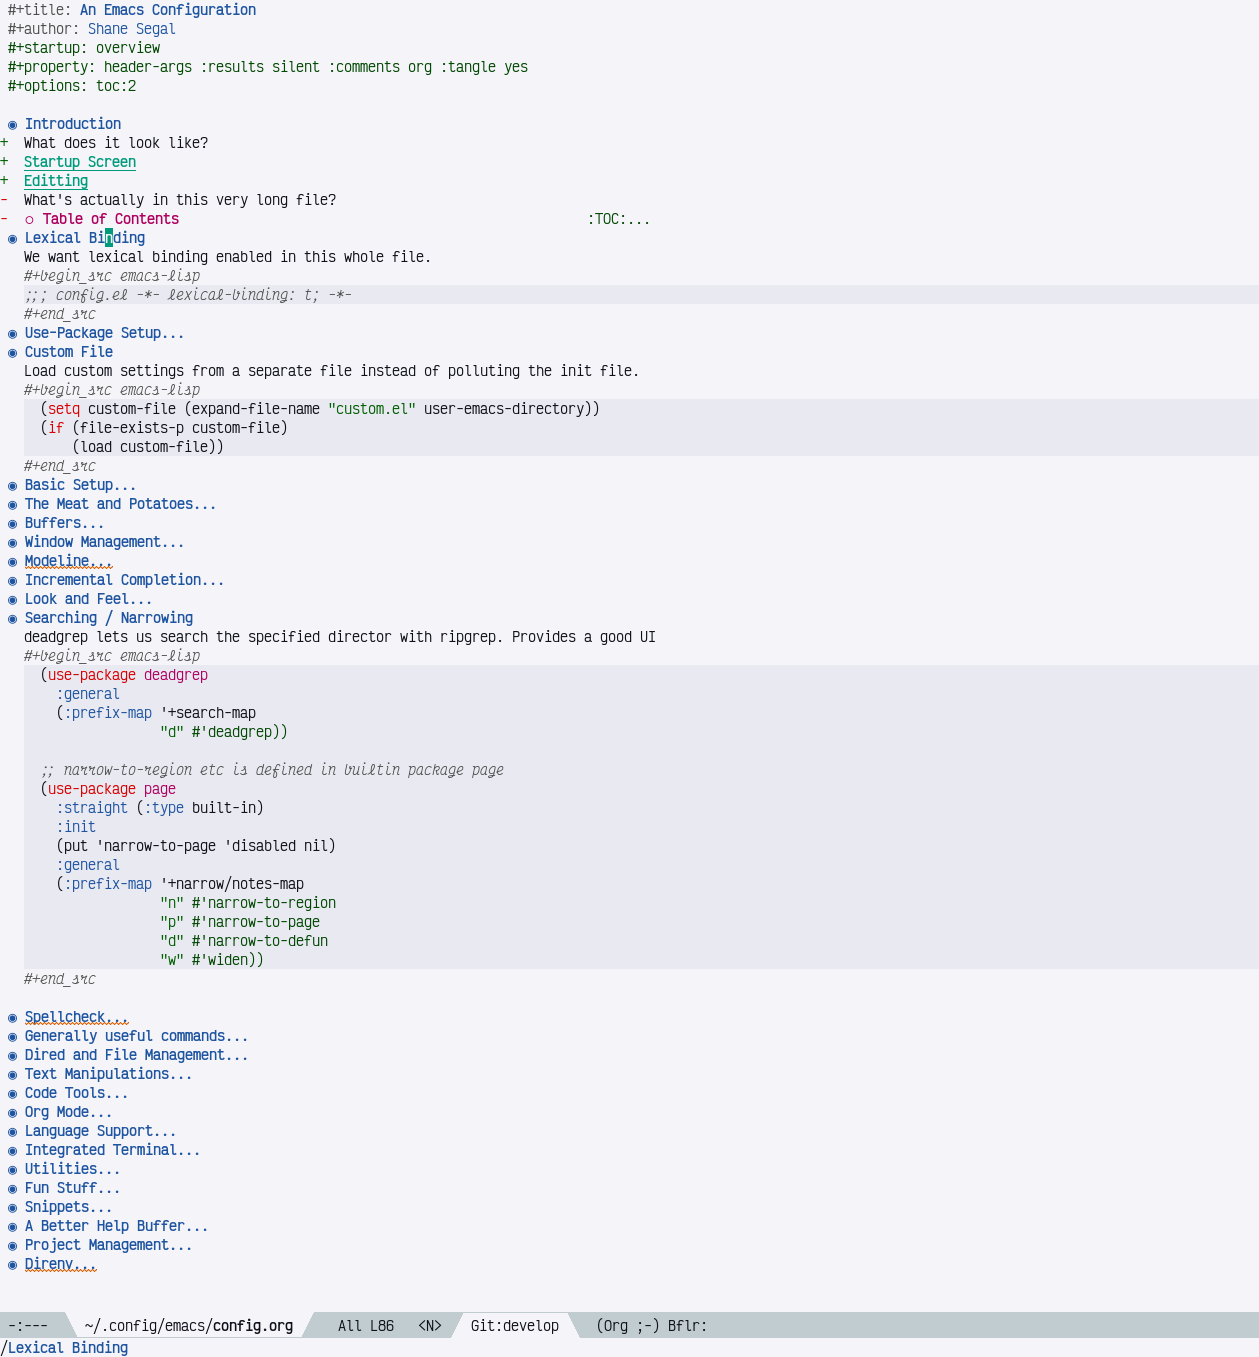 #+title: An Emacs Configuration
#+author: Shane Segal
#+startup: overview
#+property: header-args :results silent :comments org :tangle yes
#+options: toc:2
◉ Introduction
+ What does it look like?
+ Startup Screen
+ Editting
- What's actually in this very long file?
- ○ Table of Contents :TOC:...
◉ Lexical Binding
We want lexical binding enabled in this whole file.
#+begin_src emacs-lisp
;;; config.el -*- lexical-binding: t; -*-
#+end_src
◉ Use-Package Setup...
◉ Custom File
Load custom settings from a separate file instead of polluting the init file.
#+begin_src emacs-lisp
(setq custom-file (expand-file-name "custom.el" user-emacs-directory))
(if (file-exists-p custom-file)
(load custom-file))
#+end_src
◉ Basic Setup...
◉ The Meat and Potatoes...
◉ Buffers...
◉ Window Management...
◉ Modeline...
◉ Incremental Completion...
◉ Look and Feel...
◉ Searching / Narrowing
deadgrep lets us search the specified director with ripgrep. Provides a good UI
#+begin_src emacs-lisp
(use-package deadgrep
:general
(:prefix-map '+search-map
"d" #'deadgrep))
;; narrow-to-region etc is defined in builtin package page
(use-package page
:straight (:type built-in)
:init
(put 'narrow-to-page 'disabled nil)
:general
(:prefix-map '+narrow/notes-map
"n" #'narrow-to-region
"p" #'narrow-to-page
"d" #'narrow-to-defun
"w" #'widen))
#+end_src
◉ Spellcheck...
◉ Generally useful commands...
◉ Dired and File Management...
◉ Text Manipulations...
◉ Code Tools...
◉ Org Mode...
◉ Language Support...
◉ Integrated Terminal...
◉ Utilities...
◉ Fun Stuff...
◉ Snippets...
◉ A Better Help Buffer...
◉ Project Management...
◉ Direnv...
-:--- ~/.config/emacs/config.org All L86 <N> Git:develop (Org ;-) Bflr:
/Lexical Binding